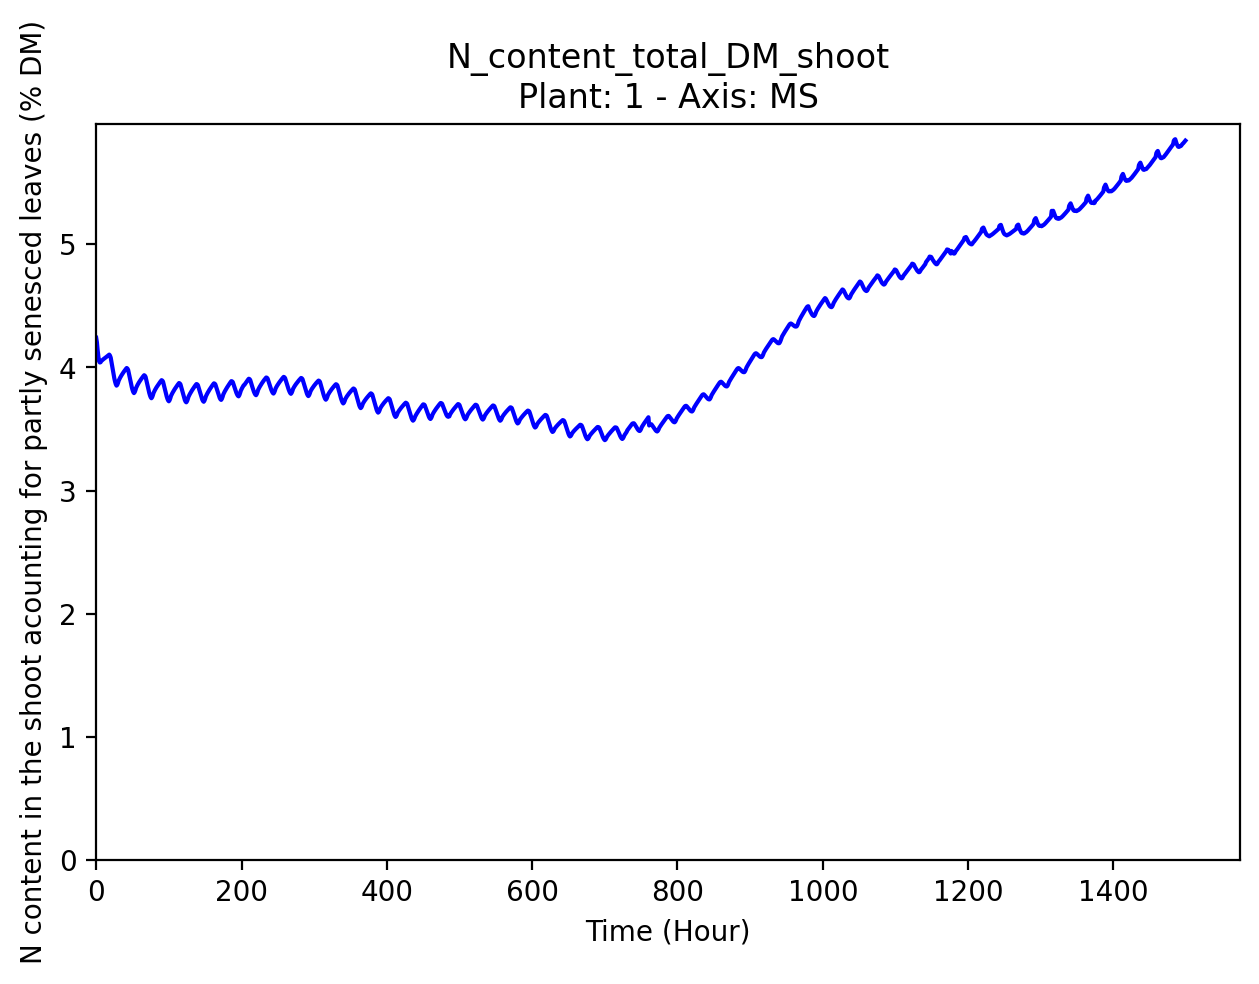 N_content_total_DM_shoot
Plant: 1 - Axis: MS
N content in the shoot acounting for partly senesced leaves (% DM)
5
4
3
2
1
0
0 200 400 600 800 1000 1200 1400
Time (Hour)